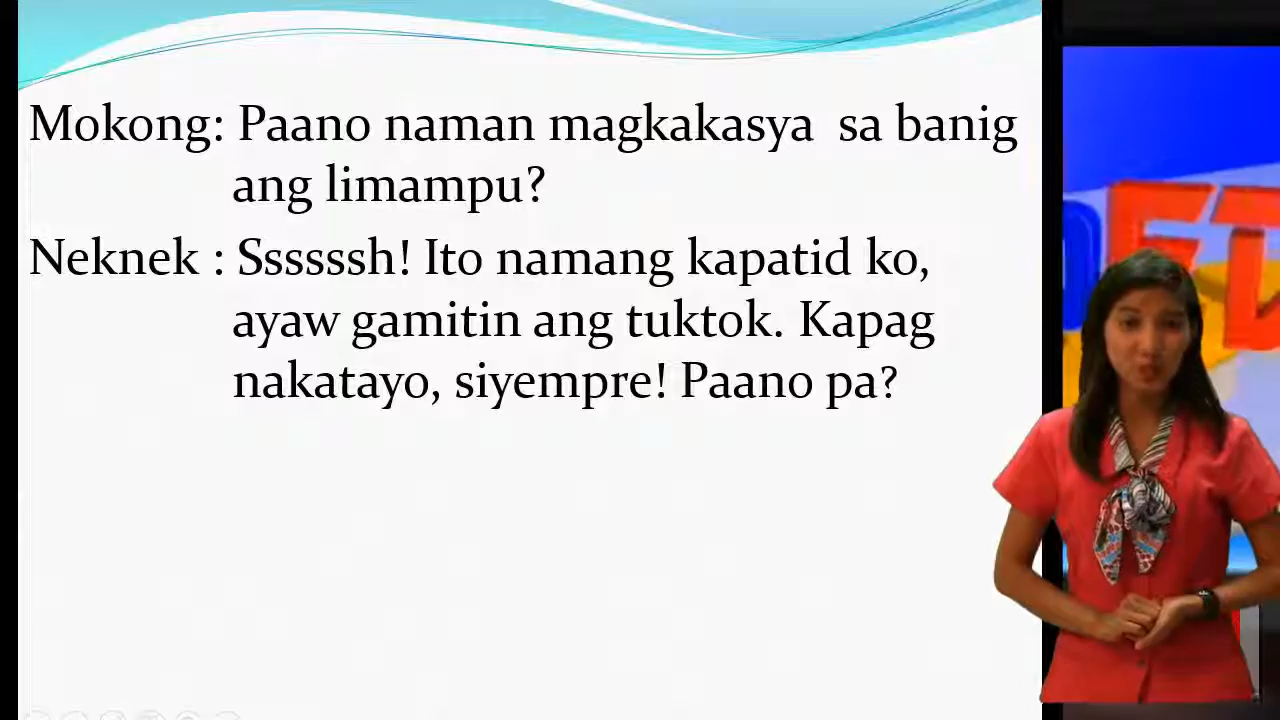 Mokong: Paano naman magkakasya sa banig
ang limampu?
Neknek : Sssssssh! Ito namang kapatid ko,
ayaw gamitin ang tuktok. Kapag
nakatayo, siyempre! Paano pa?